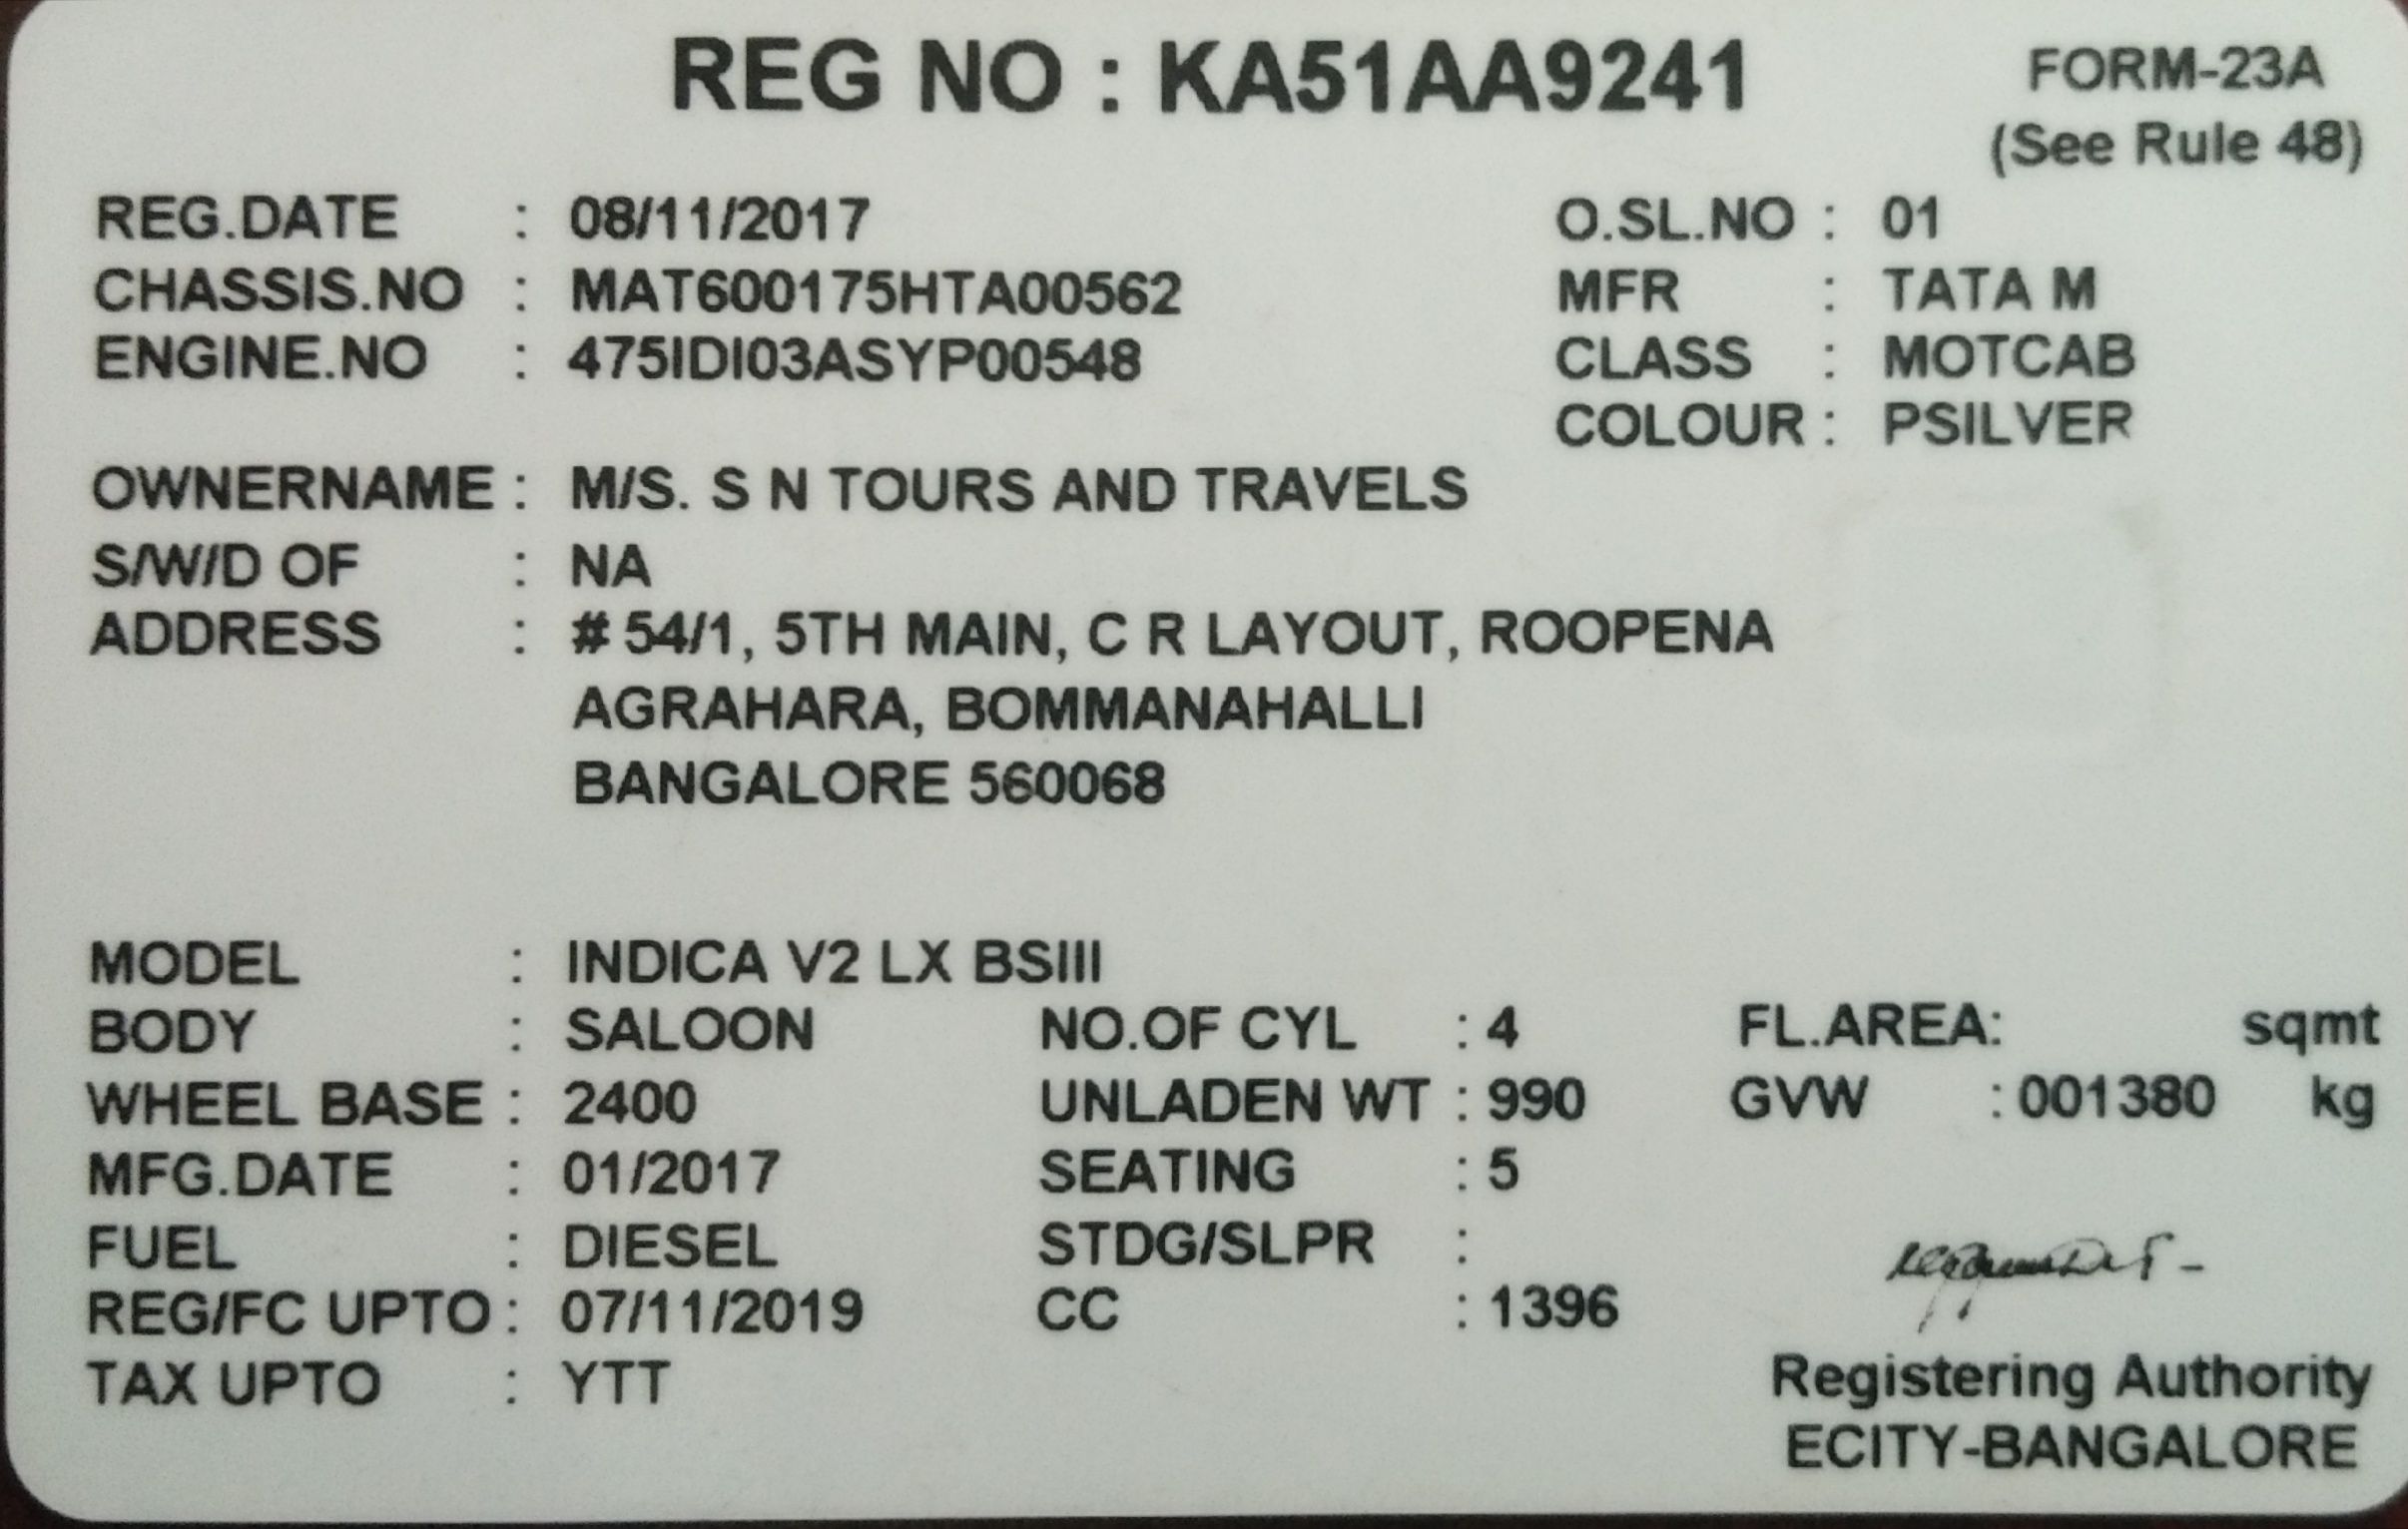 REG NO : KA51AA9241
FORM-23A
(See Rule 48)
REG.DATE : 08/11/2017 O.SL.NO : 01
CHASSIS.NO : MAT600175HTA00562 MFR : TATA M
ENGINE.NO : 475IDI03ASYP00548 CLASS : MOTCAB
COLOUR : PSILVER
OWNERNAME : M/S. S N TOURS AND TRAVELS
S/W/D OF : NA
ADDRESS : # 54/1, 5TH MAIN, C R LAYOUT, ROOPENA
AGRAHARA, BOMMANAHALLI
BANGALORE 560068
MODEL : INDICA V2 LX BSIII
BODY : SALOON NO.OF CYL : 4 FL.AREA: sqmt
WHEEL BASE : 2400 UNLADEN WT : 990 GVW : 001380 kg
MFG.DATE : 01/2017 SEATING : 5
FUEL : DIESEL STDG/SLPR :
REG/FC UPTO : 07/11/2019 CC : 1396
TAX UPTO : YTT
Registering Authority
ECITY-BANGALORE